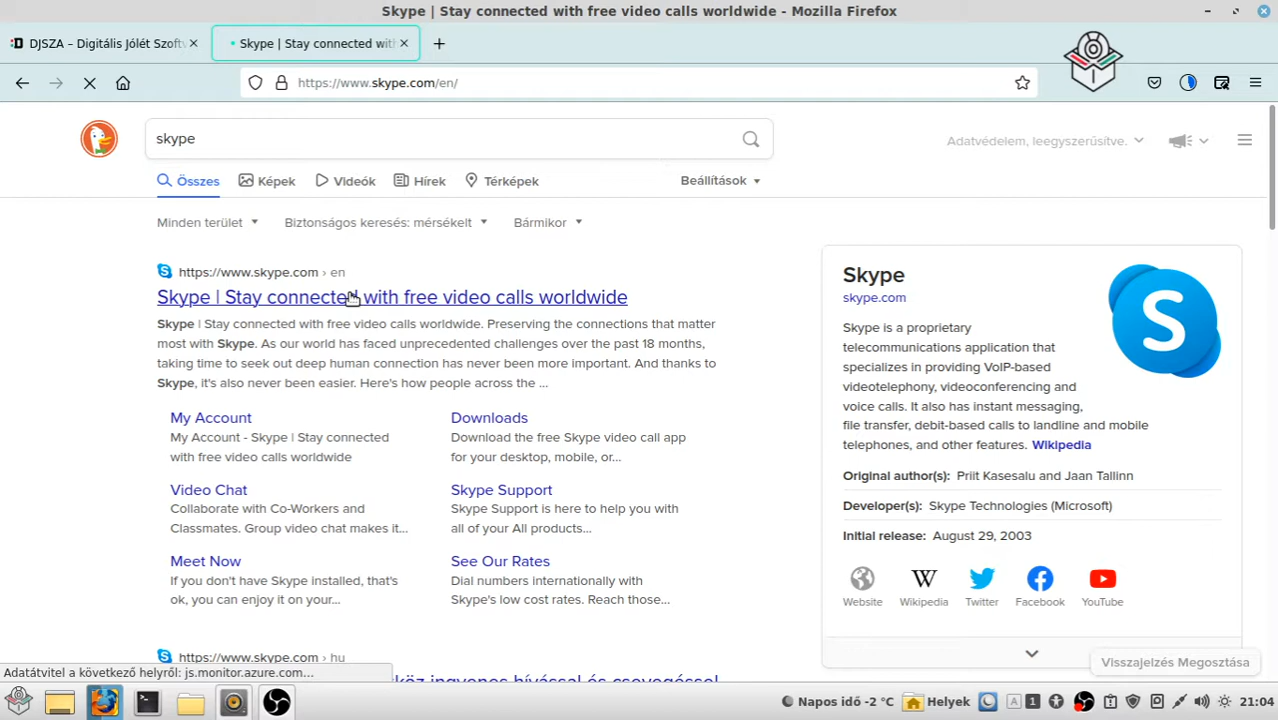 Skype | Stay connected with free video calls worldwide - Mozilla Firefox
DJSZA – Digitális Jólét Szoftv
Skype | Stay connected with
https://www.skype.com/en/
skype
Adatvédelem, leegyszerűsítve.
Összes
Képek
Videók
Hírek
Térképek
Beállítások
Minden terület
Biztonságos keresés: mérsékelt
Bármikor
https://www.skype.com › en
Skype | Stay connected with free video calls worldwide
Skype | Stay connected with free video calls worldwide. Preserving the connections that matter
most with Skype. As our world has faced unprecedented challenges over the past 18 months,
taking time to seek out deep human connection has never been more important. And thanks to
Skype, it's also never been easier. Here's how people across the ...
My Account
My Account - Skype | Stay connected
with free video calls worldwide
Downloads
Download the free Skype video call app
for your desktop, mobile, or...
Video Chat
Collaborate with Co-Workers and
Classmates. Group video chat makes it...
Skype Support
Skype Support is here to help you with
all of your All products...
Meet Now
If you don't have Skype installed, that's
ok, you can enjoy it on your...
See Our Rates
Dial numbers internationally with
Skype's low cost rates. Reach those...
https://www.skype.com › hu
köz ingyenes hívással és csevegéssel
Skype
skype.com
Skype is a proprietary
telecommunications application that
specializes in providing VoIP-based
videotelephony, videoconferencing and
voice calls. It also has instant messaging,
file transfer, debit-based calls to landline and mobile
telephones, and other features. Wikipedia
Original author(s): Priit Kasesalu and Jaan Tallinn
Developer(s): Skype Technologies (Microsoft)
Initial release: August 29, 2003
Website
Wikipedia
Twitter
Facebook
YouTube
Visszajelzés Megosztása
Adatátvitel a következő helyről: js.monitor.azure.com...
Napos idő -2 °C
Helyek
A
1
21:04